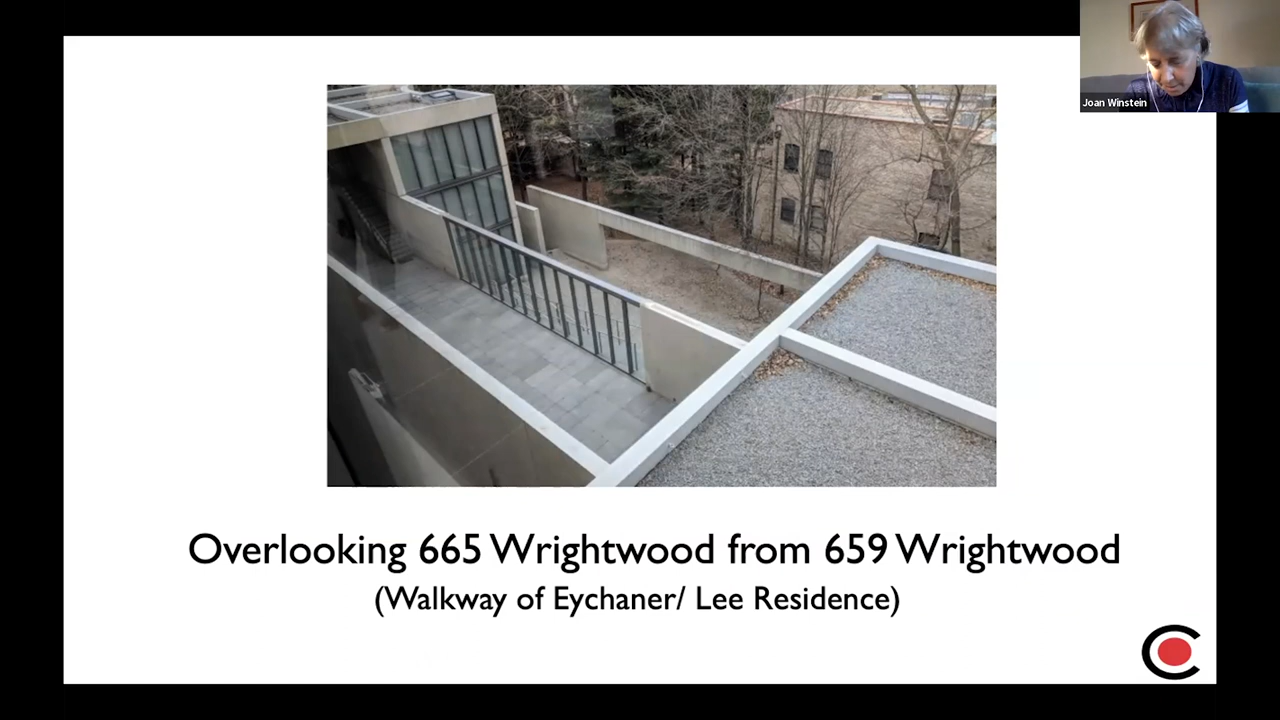 Joan Winstein
Overlooking 665 Wrightwood from 659 Wrightwood
(Walkway of Eychaner/ Lee Residence)